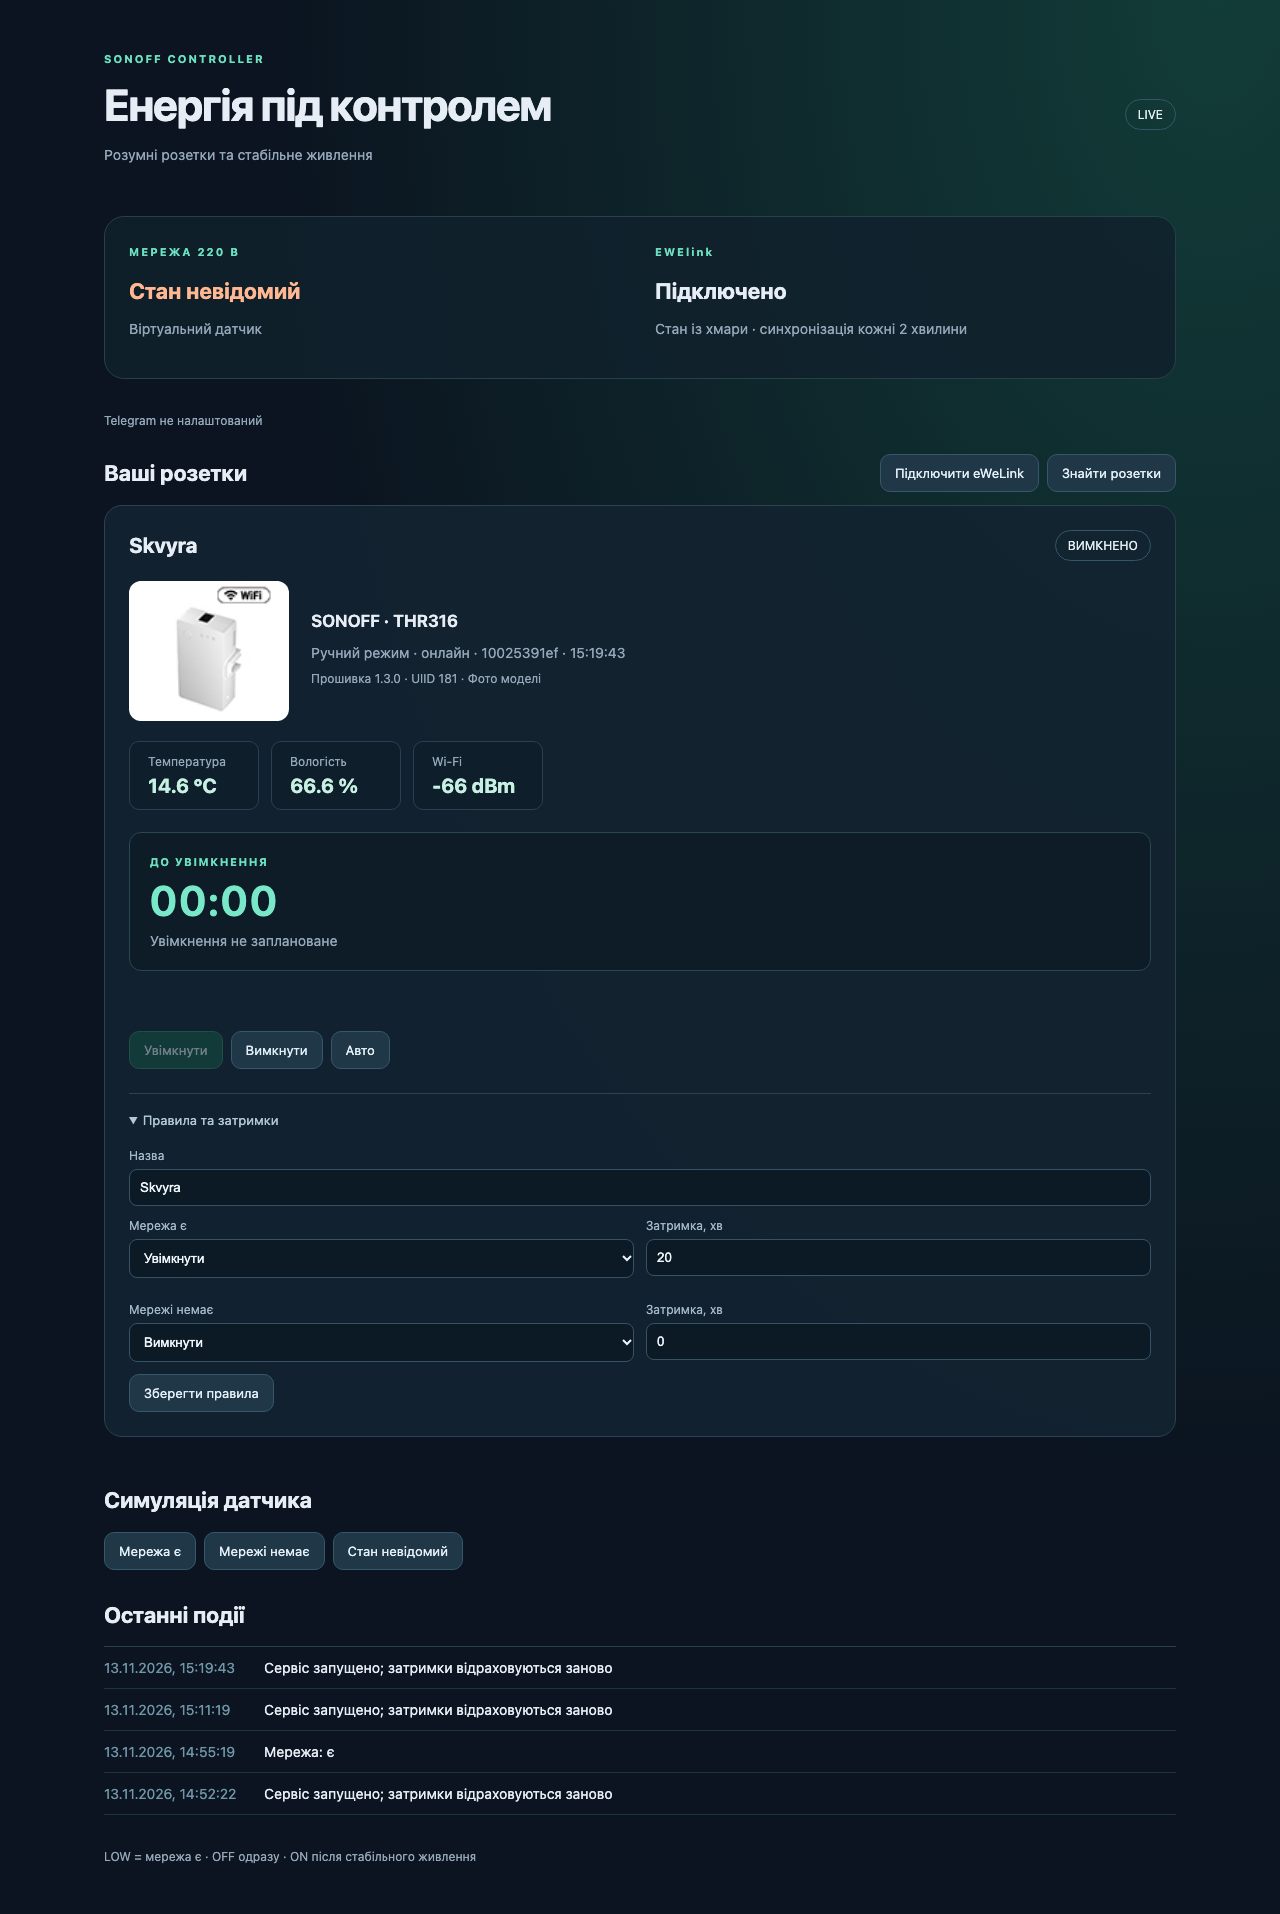 SONOFF CONTROLLER
Енергія під контролем
LIVE
Розумні розетки та стабільне живлення
МЕРЕЖА 220 В
Стан невідомий
Віртуальний датчик
EWElink
Підключено
Стан із хмари · синхронізація кожні 2 хвилини
Telegram не налаштований
Ваші розетки
Підключити eWeLink
Знайти розетки
Skvyra
ВИМКНЕНО
WiFi
SONOFF · THR316
Ручний режим · онлайн · 10025391ef · 15:19:43
Прошивка 1.3.0 · UIID 181 · Фото моделі
Температура
14.6 °C
Вологість
66.6 %
Wi-Fi
-66 dBm
ДО УВІМКНЕННЯ
00:00
Увімкнення не заплановане
Увімкнути
Вимкнути
Авто
▼ Правила та затримки
Назва
Skvyra
Мережа є
Затримка, хв
Увімкнути
20
Мережі немає
Затримка, хв
Вимкнути
0
Зберегти правила
Симуляція датчика
Мережа є
Мережі немає
Стан невідомий
Останні події
13.11.2026, 15:19:43 Сервіс запущено; затримки відраховуються заново
13.11.2026, 15:11:19 Сервіс запущено; затримки відраховуються заново
13.11.2026, 14:55:19 Мережа: є
13.11.2026, 14:52:22 Сервіс запущено; затримки відраховуються заново
LOW = мережа є · OFF одразу · ON після стабільного живлення